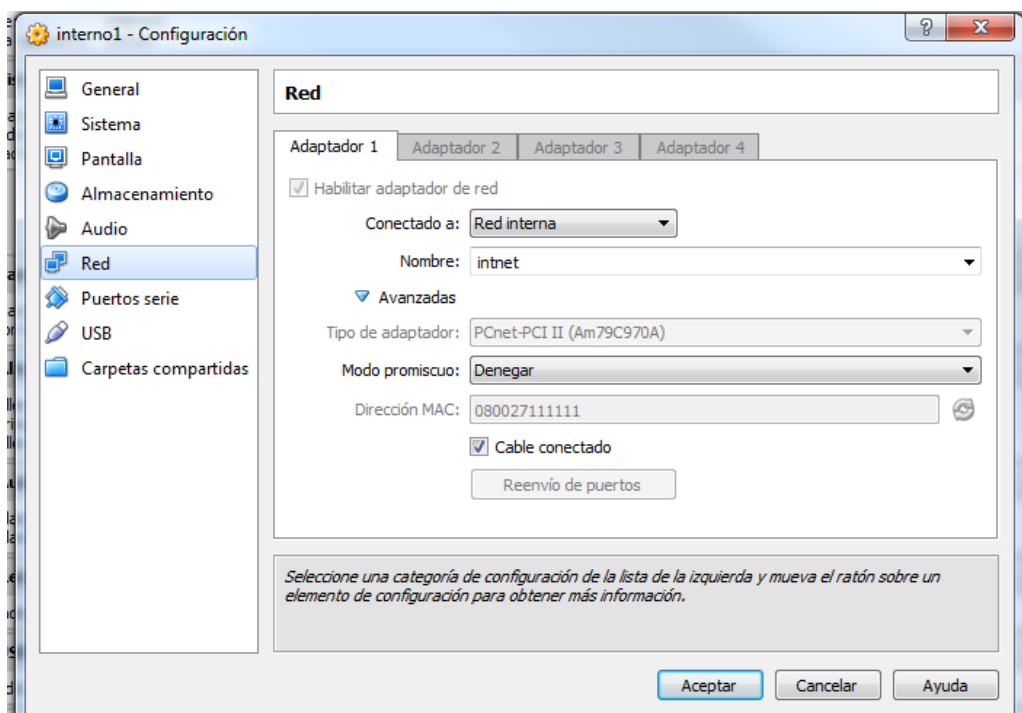 interno1 - Configuración
General
Sistema
Pantalla
Almacenamiento
Audio
Red
Puertos serie
USB
Carpetas compartidas
Red
Adaptador 1 Adaptador 2 Adaptador 3 Adaptador 4
Habilitar adaptador de red
Conectado a: Red interna
Nombre: intnet
Avanzadas
Tipo de adaptador: PCnet-PCI II (Am79C970A)
Modo promiscuo: Denegar
Dirección MAC: 080027111111
Cable conectado
Reenvío de puertos
Seleccione una categoría de configuración de la lista de la izquierda y mueva el ratón sobre un
elemento de configuración para obtener más información.
Aceptar Cancelar Ayuda